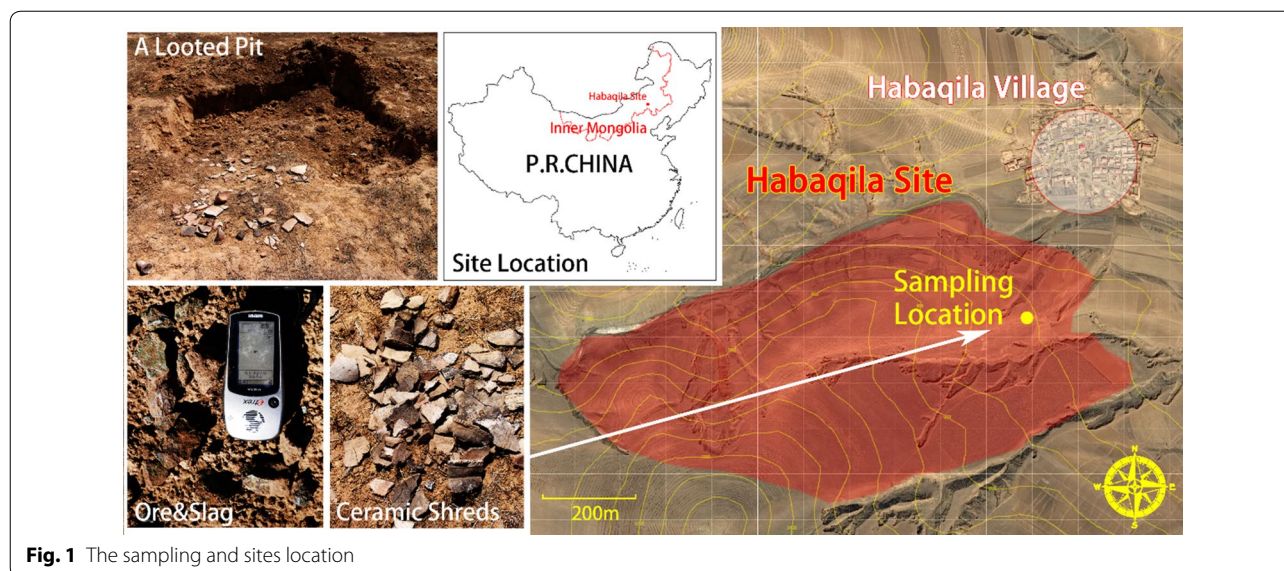 A Looted Pit
Habaqila Site
Inner Mongolia
P.R.CHINA
Site Location
Habaqila Village
Habaqila Site
Sampling
Location
Ore&Slag
etrex
Ceramic Shreds
200m
N
W
E
S
Fig. 1 The sampling and sites location